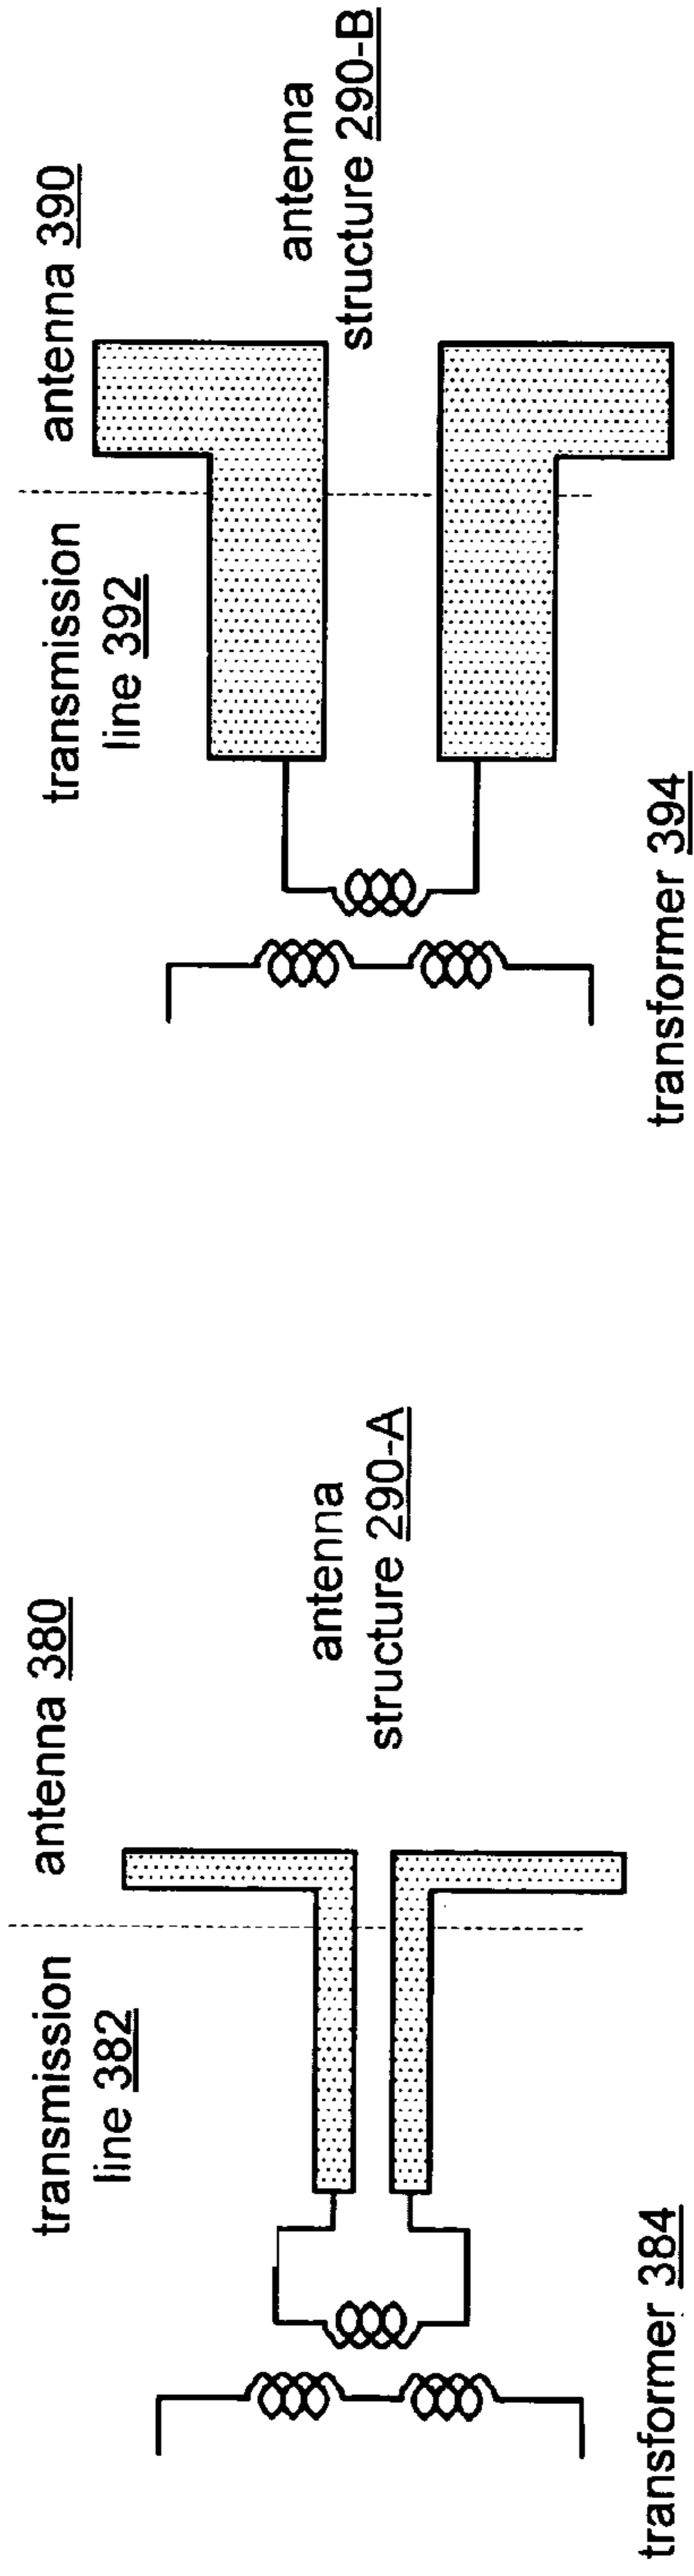 antenna 380
transmission
line 382
antenna
structure 290-A
transformer 384
antenna 390
transmission
line 392
antenna
structure 290-B
transformer 394